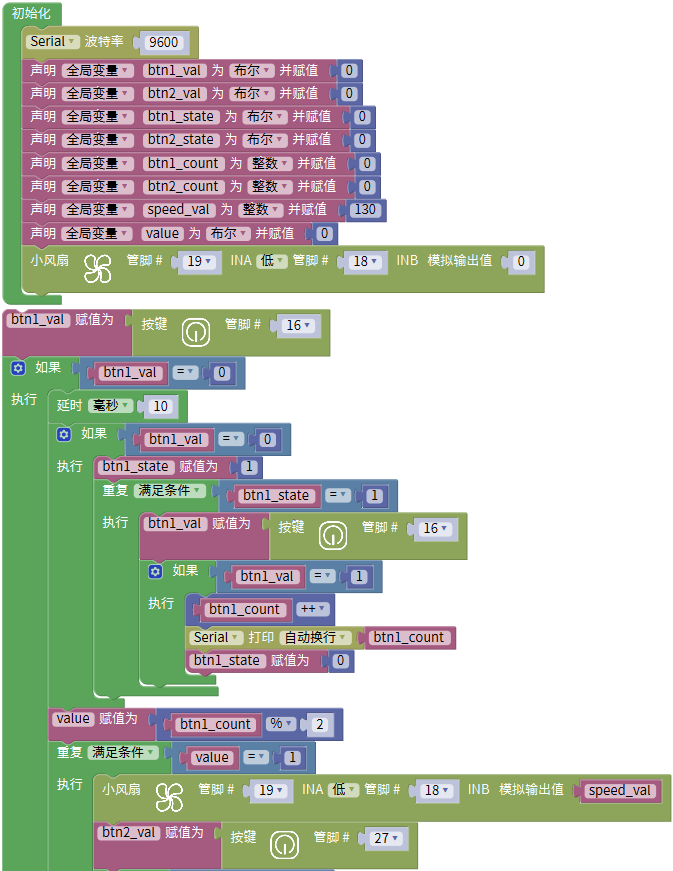 初始化
Serial 波特率 9600
声明 全局变量 btn1_val 为 布尔 并赋值 0
声明 全局变量 btn2_val 为 布尔 并赋值 0
声明 全局变量 btn1_state 为 布尔 并赋值 0
声明 全局变量 btn2_state 为 布尔 并赋值 0
声明 全局变量 btn1_count 为 整数 并赋值 0
声明 全局变量 btn2_count 为 整数 并赋值 0
声明 全局变量 speed_val 为 整数 并赋值 130
声明 全局变量 value 为 布尔 并赋值 0
小风扇 管脚 # 19 INA 低 管脚 # 18 INB 模拟输出值 0
btn1_val 赋值为 按键 管脚 # 16
如果 btn1_val = 0
执行 延时 毫秒 10
如果 btn1_val = 0
执行 btn1_state 赋值为 1
重复 满足条件 btn1_state = 1
执行 btn1_val 赋值为 按键 管脚 # 16
如果 btn1_val = 1
执行 btn1_count ++
Serial 打印 自动换行 btn1_count
btn1_state 赋值为 0
value 赋值为 btn1_count % 2
重复 满足条件 value = 1
执行 小风扇 管脚 # 19 INA 低 管脚 # 18 INB 模拟输出值 speed_val
btn2_val 赋值为 按键 管脚 # 27